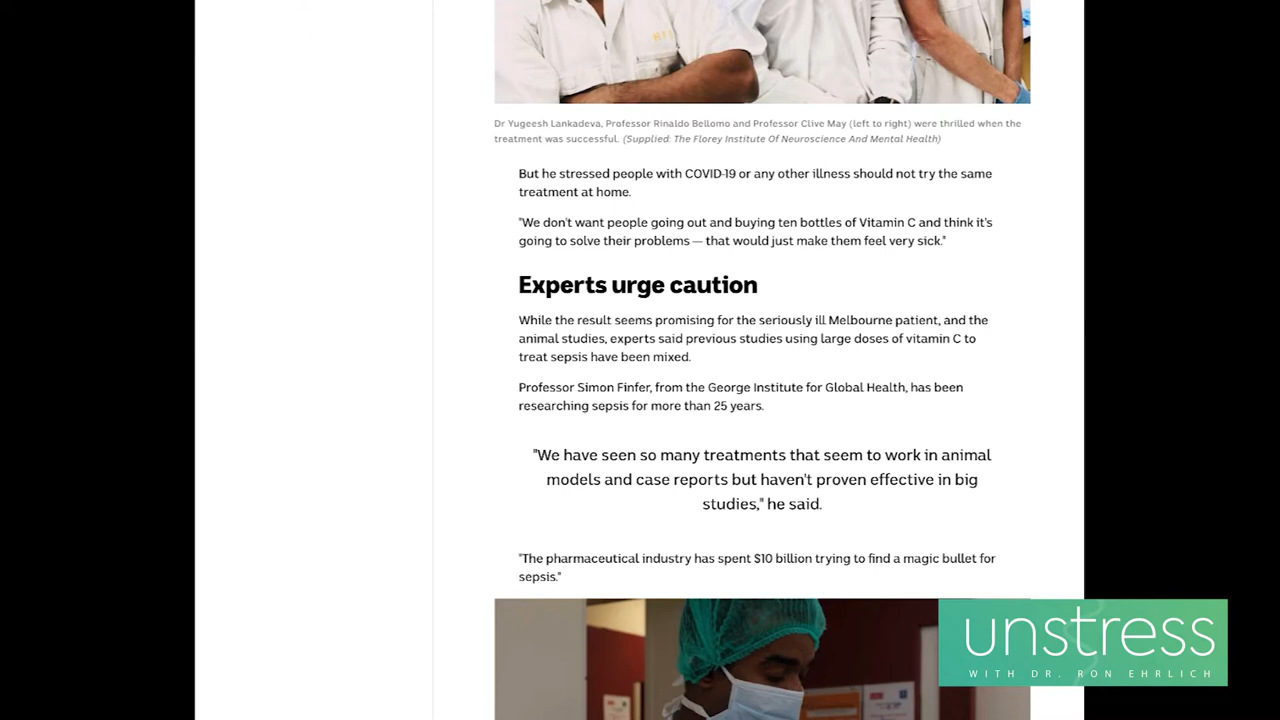 Dr Yugeesh Lankadeva, Professor Rinaldo Bellomo and Professor Clive May (left to right) were thrilled when the
treatment was successful. (Supplied: The Florey Institute Of Neuroscience And Mental Health)
But he stressed people with COVID-19 or any other illness should not try the same
treatment at home.
"We don't want people going out and buying ten bottles of Vitamin C and think it's
going to solve their problems — that would just make them feel very sick."
Experts urge caution
While the result seems promising for the seriously ill Melbourne patient, and the
animal studies, experts said previous studies using large doses of vitamin C to
treat sepsis have been mixed.
Professor Simon Finfer, from the George Institute for Global Health, has been
researching sepsis for more than 25 years.
"We have seen so many treatments that seem to work in animal
models and case reports but haven't proven effective in big
studies," he said.
"The pharmaceutical industry has spent $10 billion trying to find a magic bullet for
sepsis."
unstress
WITH DR. RON EHRLICH